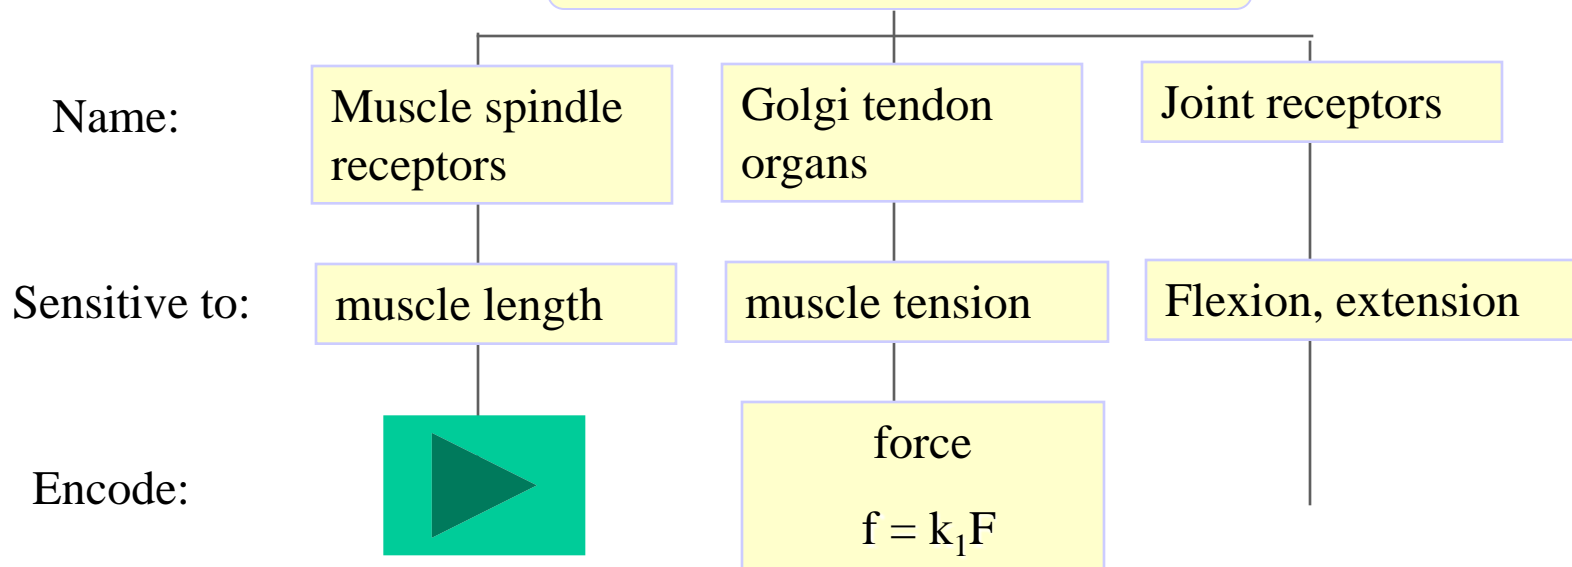 Name:
Muscle spindle
receptors
Golgi tendon
organs
Joint receptors
Sensitive to:
muscle length
muscle tension
Flexion, extension
Encode:
force
f = k₁F